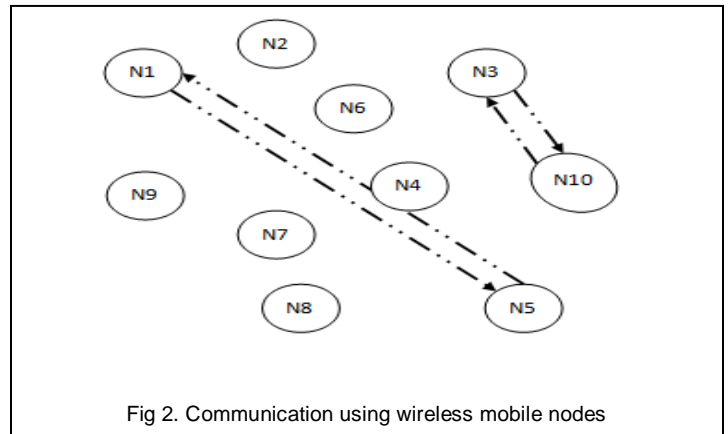 N2
N1
N3
N6
N10
N4
N9
N7
N8
N5
Fig 2. Communication using wireless mobile nodes